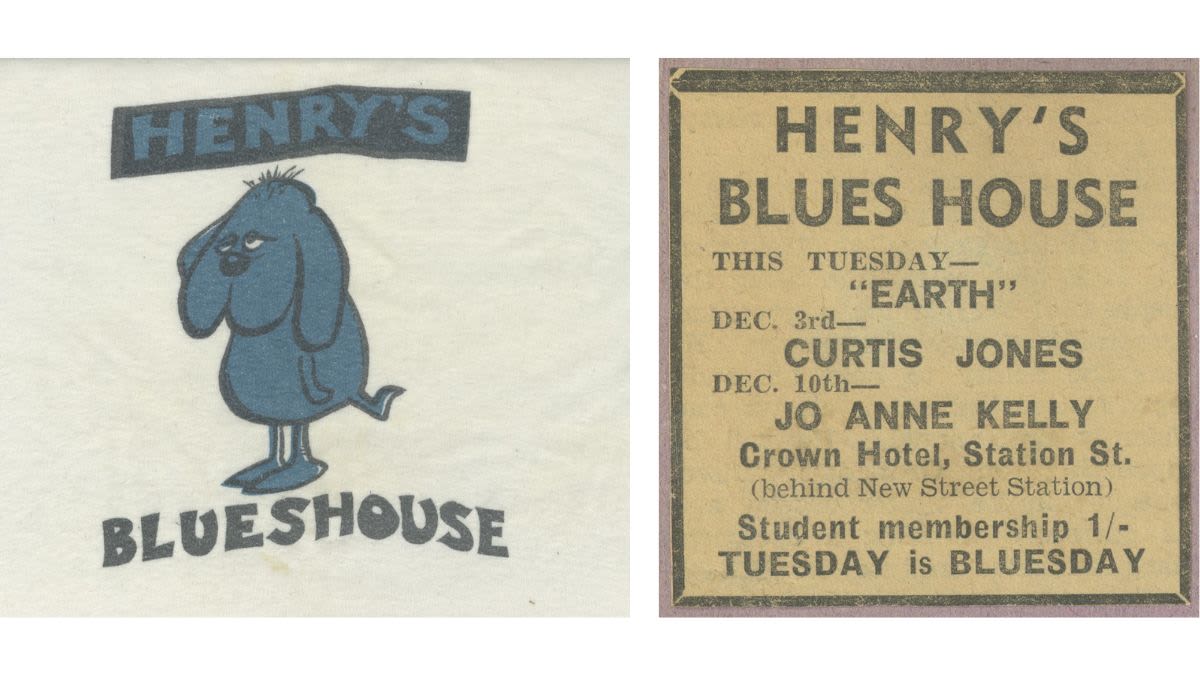 HENRY'S
BLUESHOUSE
HENRY'S
BLUES HOUSE
THIS TUESDAY—
"EARTH"
DEC. 3rd—
CURTIS JONES
DEC. 10th—
JO ANNE KELLY
Crown Hotel, Station St.
(behind New Street Station)
Student membership 1/-
TUESDAY is BLUESDAY